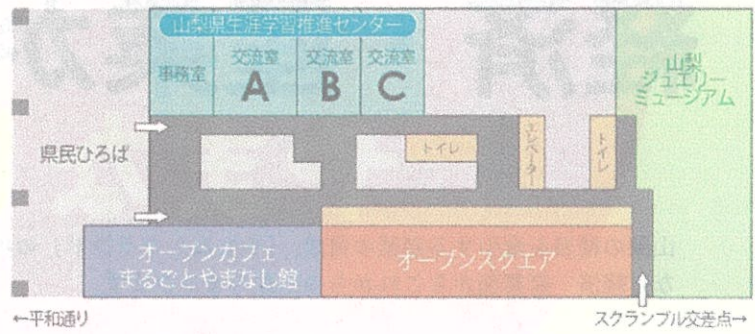 山梨県生涯学習推進センター
事務室
交流室
A
交流室
B
交流室
C
山梨
ジュエリー
ミュージアム
県民ひろば
トイレ
エレベーター
トイレ
オープンカフェ
まるごとやまなし館
オープンスクエア
←平和通り
スクランブル交差点→